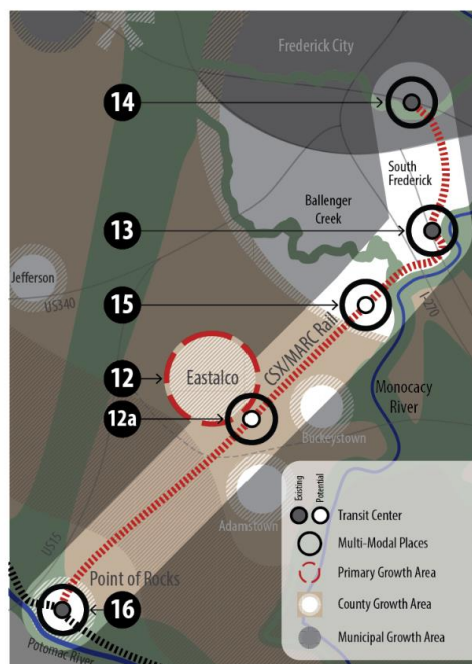 Frederick City
14
South
Frederick
Ballenger
Creek
13
Jefferson
US340
15
I-270
CSX/MARC Rail
12
Eastalco
Monocacy
River
12a
Buckeystown
Adamstown
US15
Point of Rocks
16
Potomac River
Existing
Potential
Transit Center
Multi-Modal Places
Primary Growth Area
County Growth Area
Municipal Growth Area